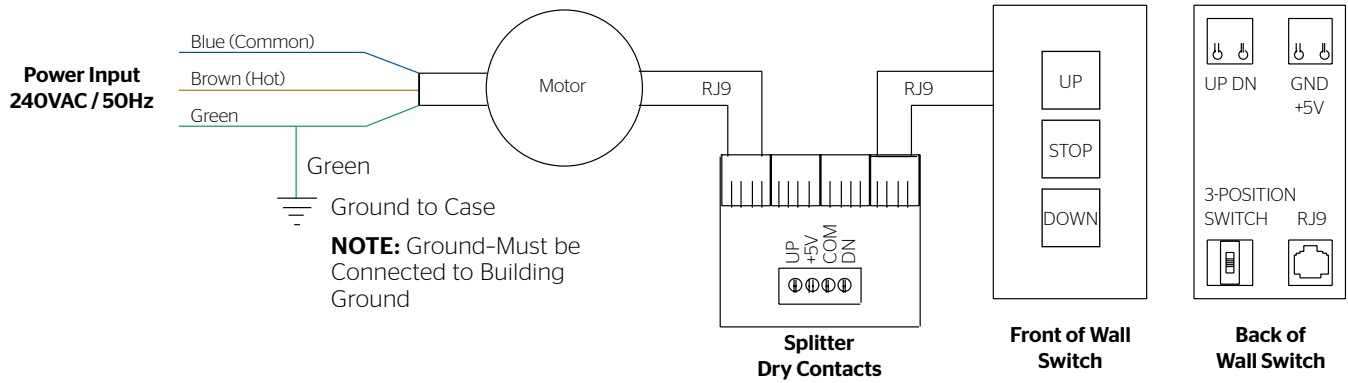 Power Input
240VAC / 50Hz
Blue (Common)
Brown (Hot)
Green
Green
Ground to Case
NOTE: Ground-Must be
Connected to Building
Ground
Motor
RJ9
UP
+5V
COM
DN
Splitter
Dry Contacts
RJ9
UP
STOP
DOWN
Front of Wall
Switch
UP DN
GND
+5V
3-POSITION
SWITCH
RJ9
Back of
Wall Switch